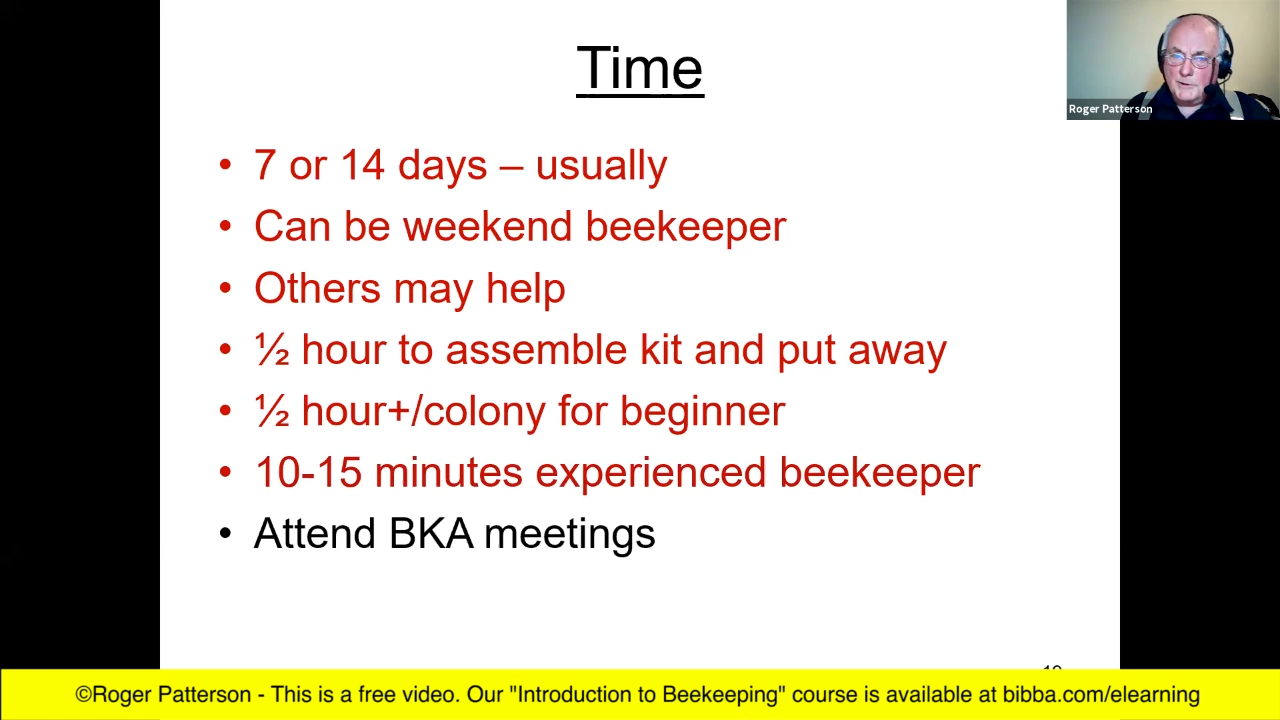 Time
Roger Patterson
• 7 or 14 days – usually
• Can be weekend beekeeper
• Others may help
• ½ hour to assemble kit and put away
• ½ hour+/colony for beginner
• 10-15 minutes experienced beekeeper
• Attend BKA meetings
©Roger Patterson - This is a free video. Our "Introduction to Beekeeping" course is available at bibba.com/elearning